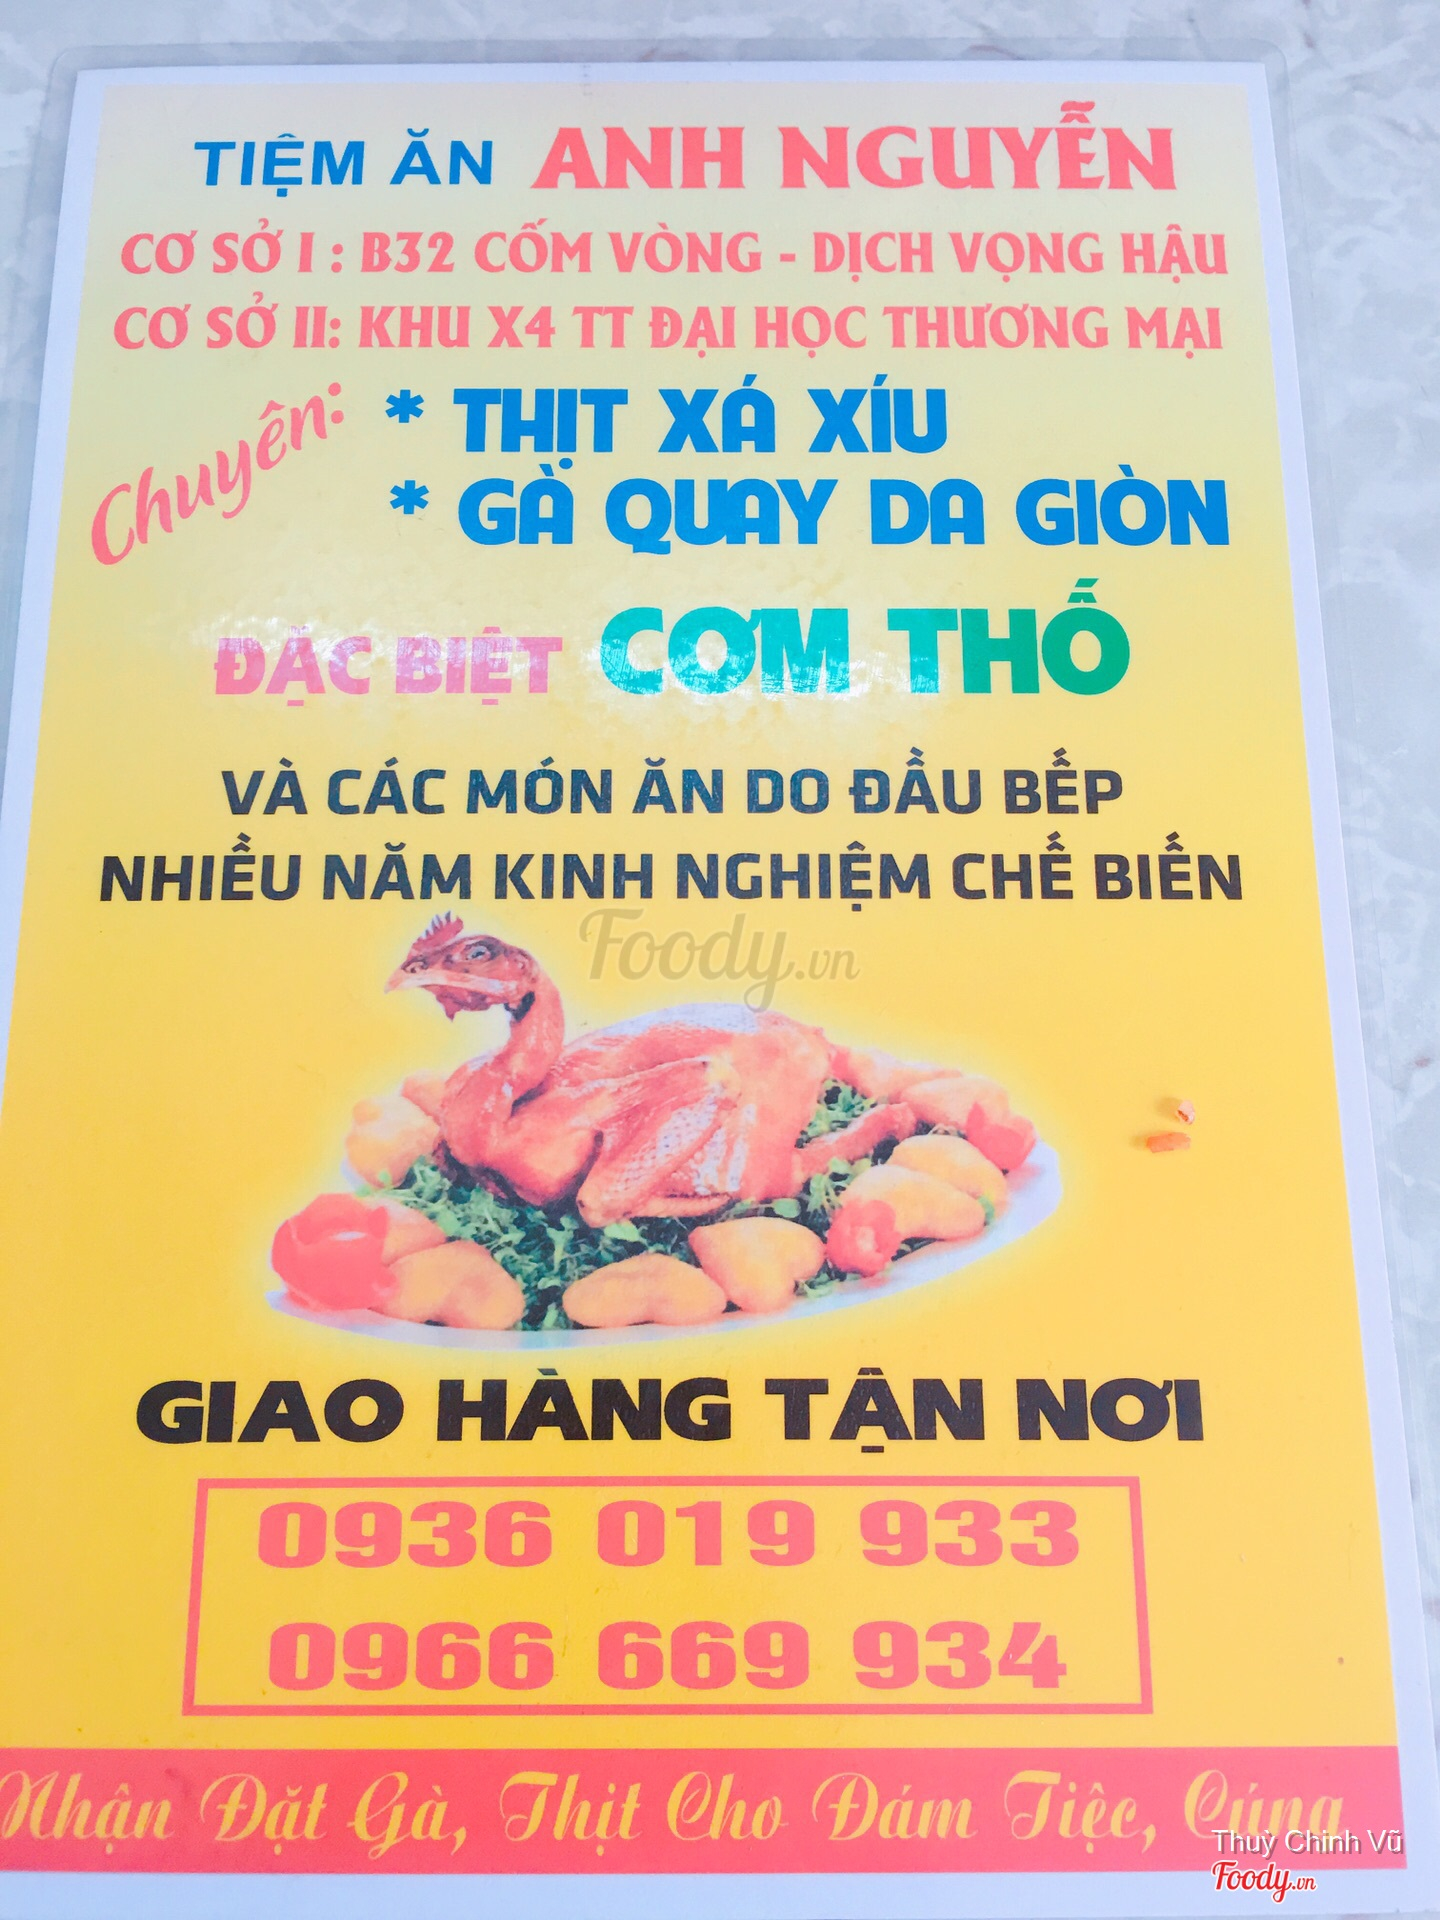 TIỆM ĂN ANH NGUYỄN
CƠ SỞ I : B32 CỐM VÒNG - DỊCH VỌNG HẬU
CƠ SỞ II: KHU X4 TT ĐẠI HỌC THƯƠNG MẠI
Chuyên:
* THỊT XÁ XÍU
* GÀ QUAY DA GIÒN
ĐẶC BIỆT CƠM THỐ
VÀ CÁC MÓN ĂN DO ĐẦU BẾP
NHIỀU NĂM KINH NGHIỆM CHẾ BIẾN
Foody.vn
GIAO HÀNG TẬN NƠI
0936 019 933
0966 669 934
Nhận Đặt Gà, Thịt Cho Đám Tiệc, Cúng
Thuỳ Chinh Vũ
Foody.vn